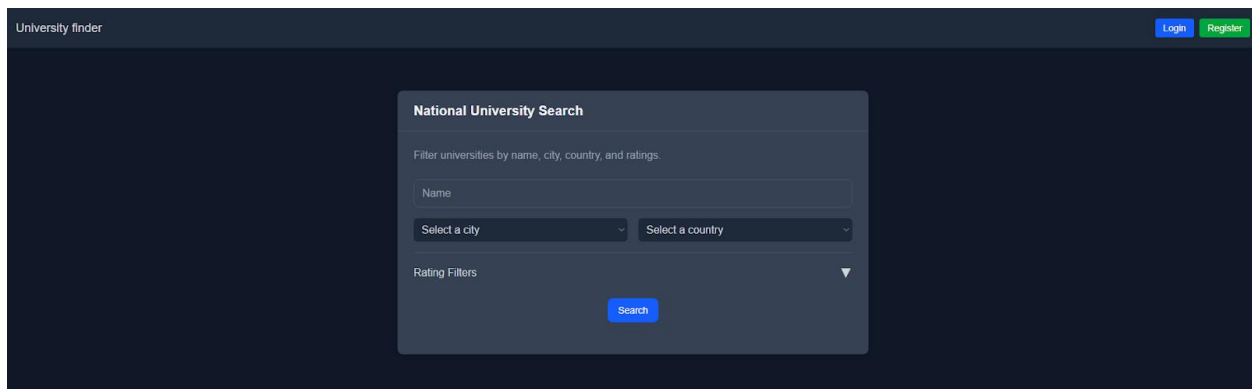 University finder
Login Register
National University Search
Filter universities by name, city, country, and ratings.
Name
Select a city Select a country
Rating Filters
Search